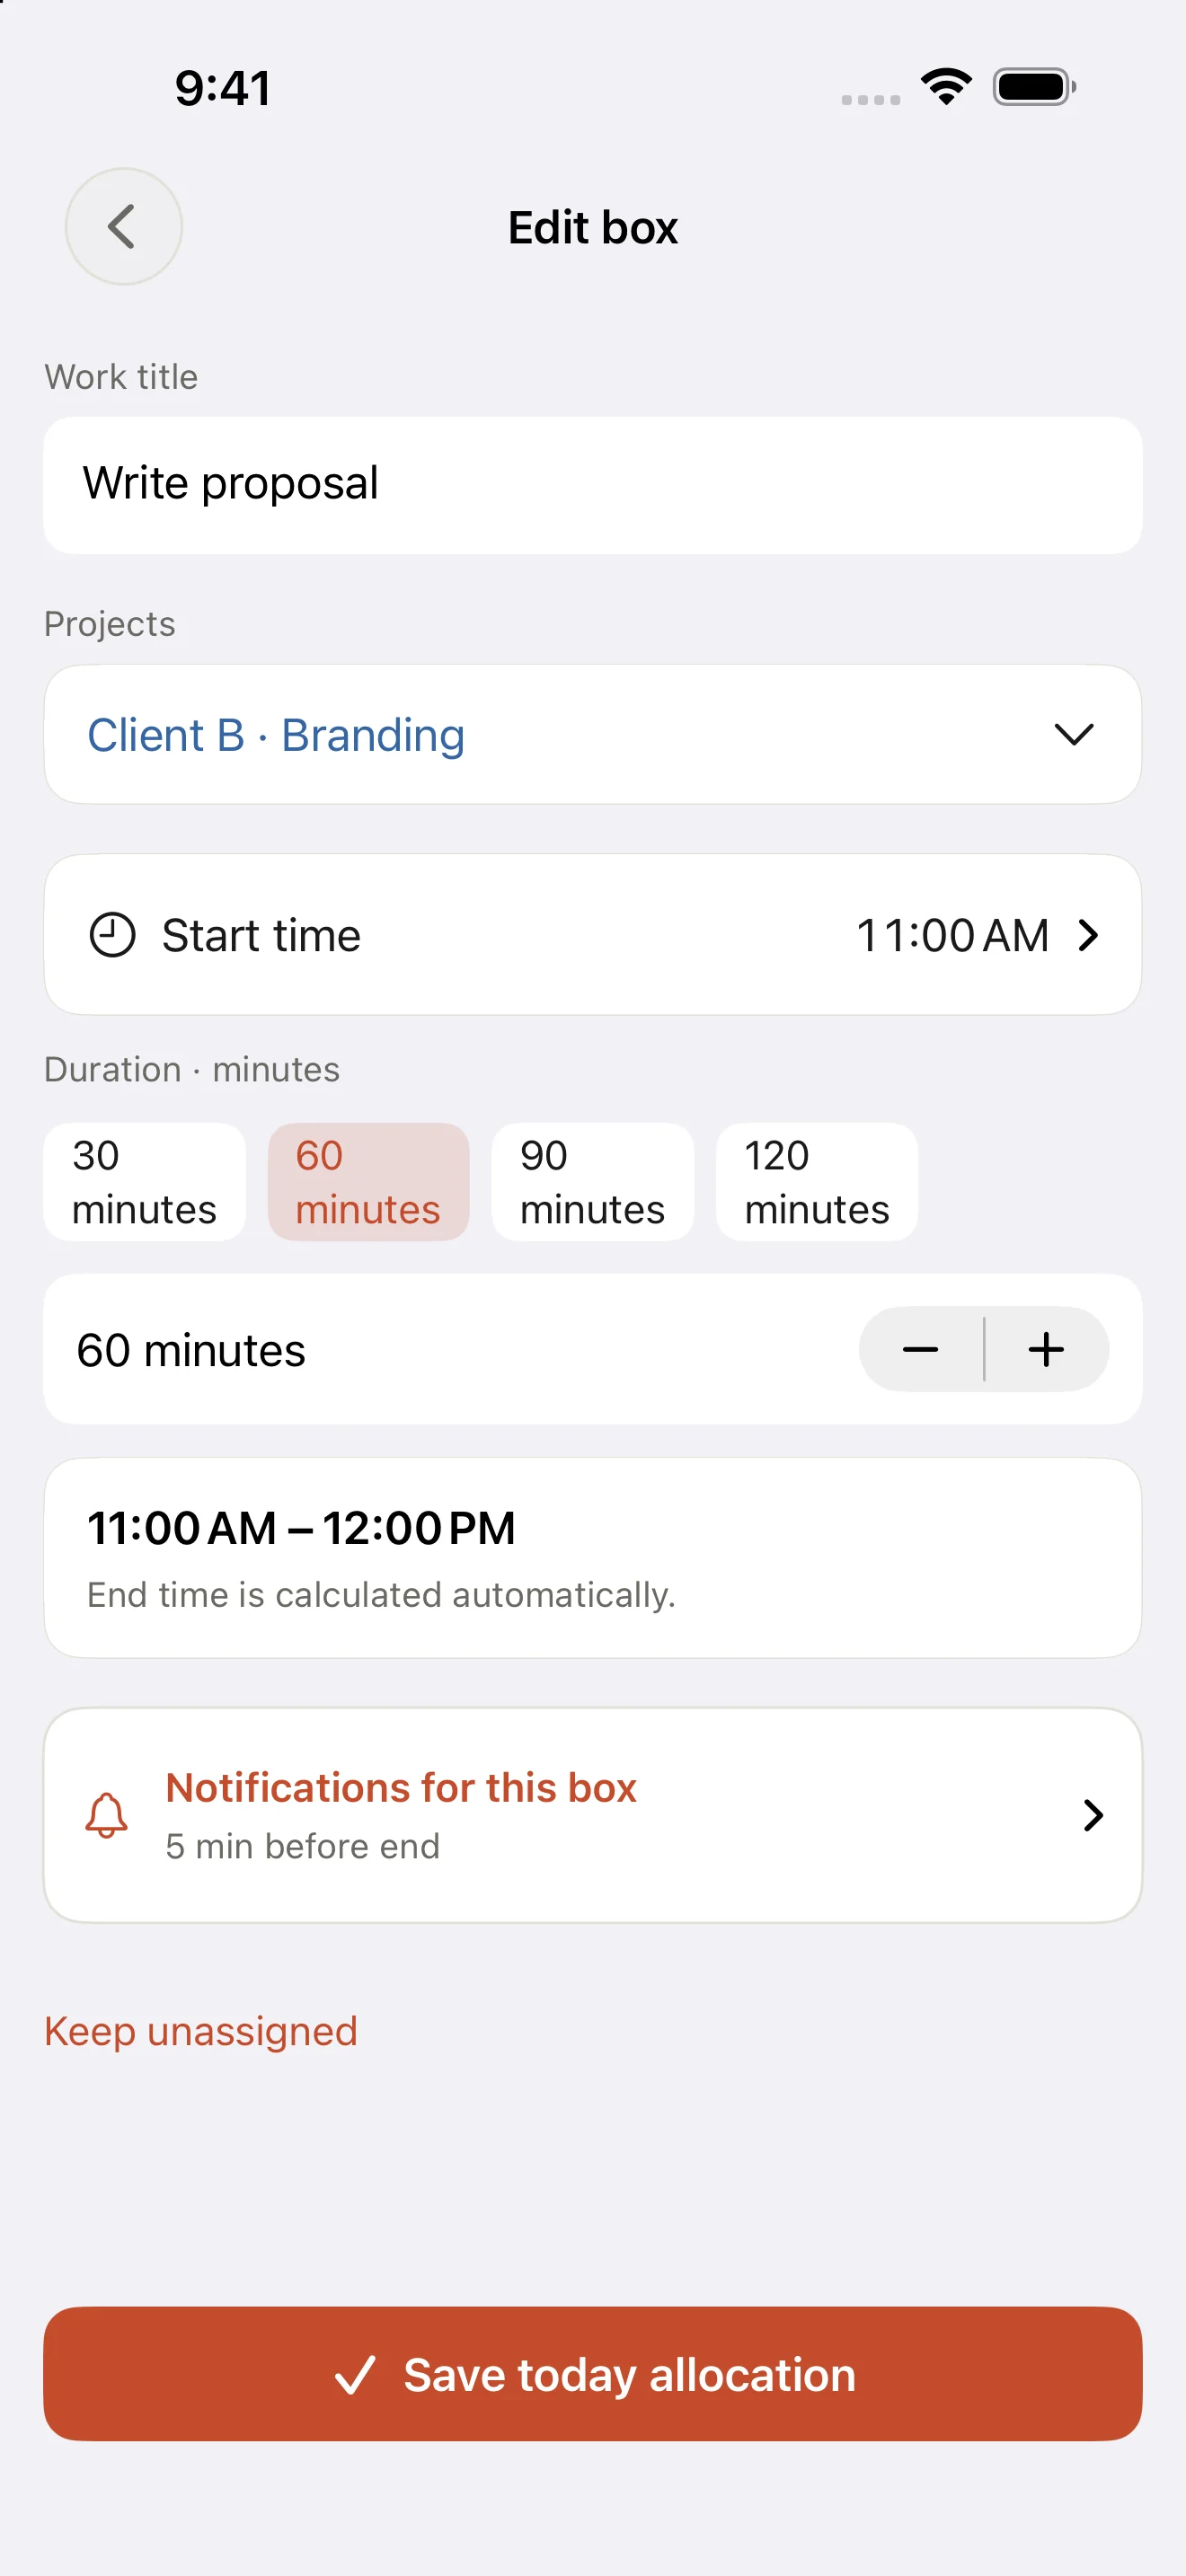 9:41
Edit box
Work title
Write proposal
Projects
Client B · Branding
Start time
11:00 AM
Duration · minutes
30 minutes
60 minutes
90 minutes
120 minutes
60 minutes
11:00 AM – 12:00 PM
End time is calculated automatically.
Notifications for this box
5 min before end
Keep unassigned
Save today allocation